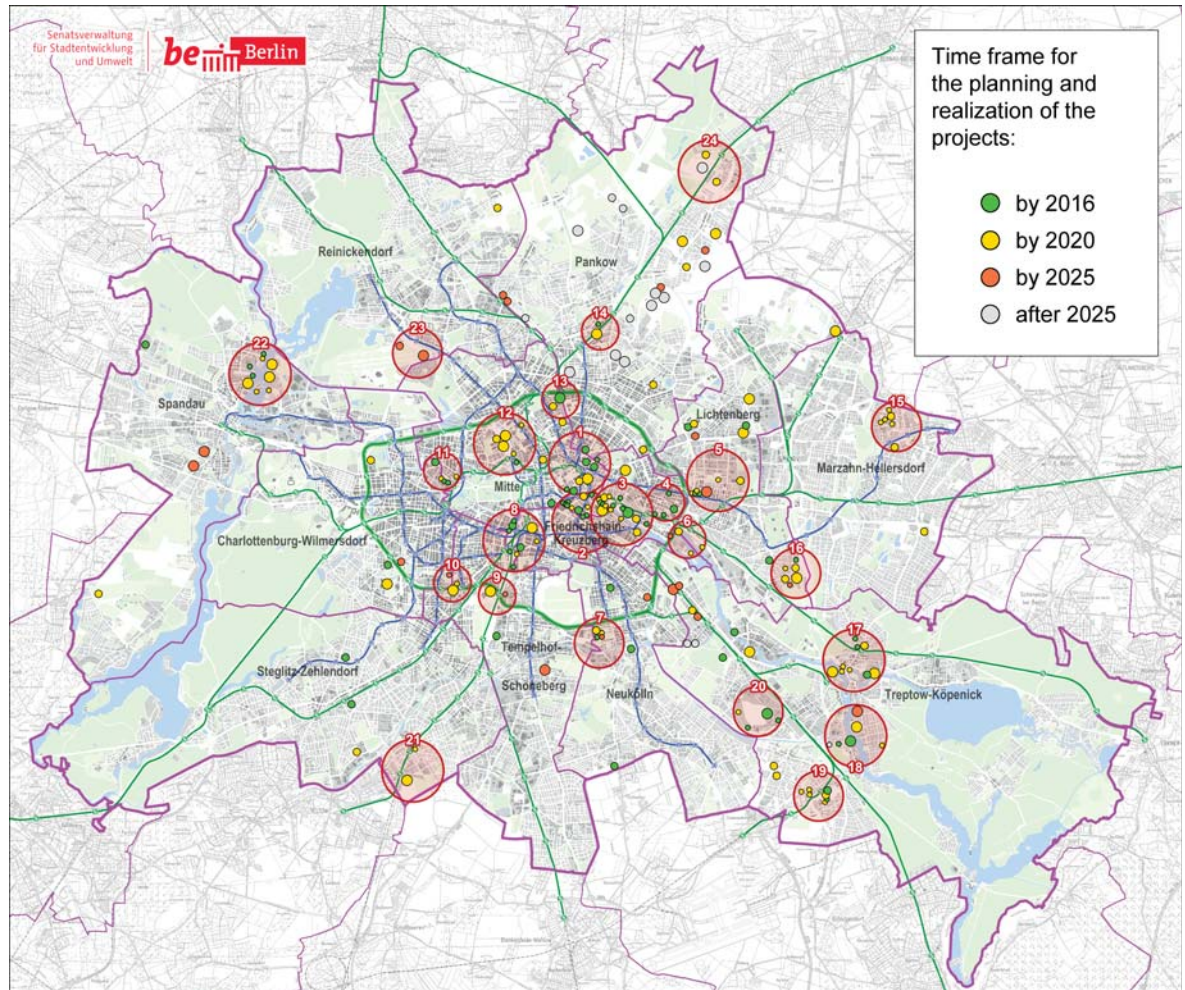 Senatsverwaltung
für Stadtentwicklung
und Umwelt
be Berlin
Time frame for
the planning and
realization of the
projects:
by 2016
by 2020
by 2025
after 2025
24
Reinickendorf
Pankow
14
23
22
Spandau
13
12
Lichtenberg
15
1
11
5
Marzahn-Hellersdorf
Mitte
3
4
8
Friedrichshain-
Kreuzberg
6
Charlottenburg-Wilmersdorf
2
16
10
9
7
17
Tempelhof-
Schöneberg
Steglitz-Zehlendorf
Neukölln
20
Treptow-Köpenick
21
18
19